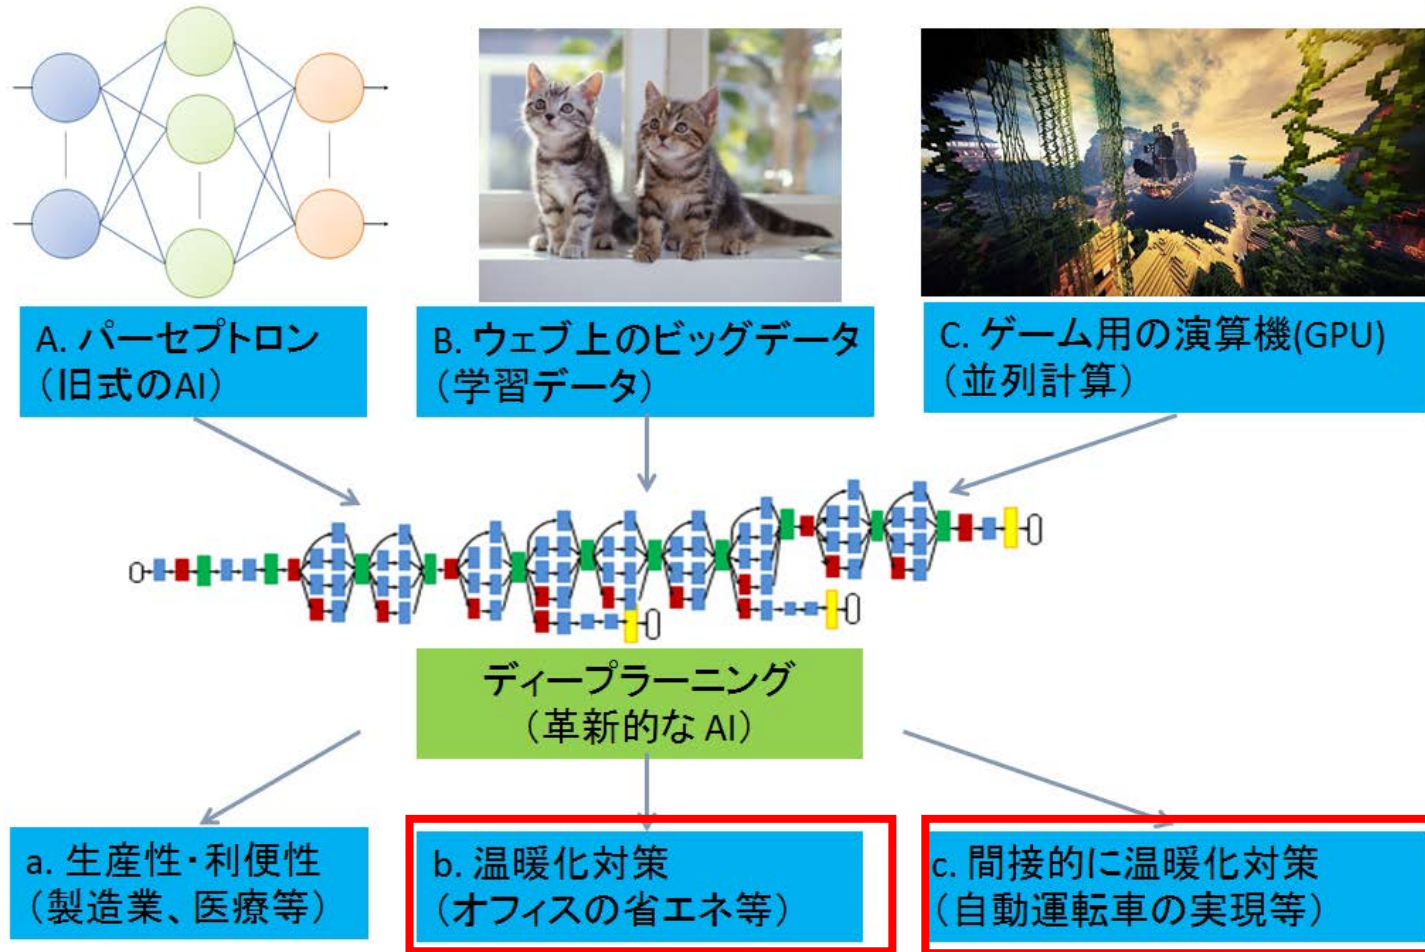 A. パーセプトロン
（旧式のAI）
B. ウェブ上のビッグデータ
（学習データ）
C. ゲーム用の演算機(GPU)
（並列計算）
ディープラーニング
（革新的な AI）
a. 生産性・利便性
（製造業、医療等）
b. 温暖化対策
（オフィスの省エネ等）
c. 間接的に温暖化対策
（自動運転車の実現等）